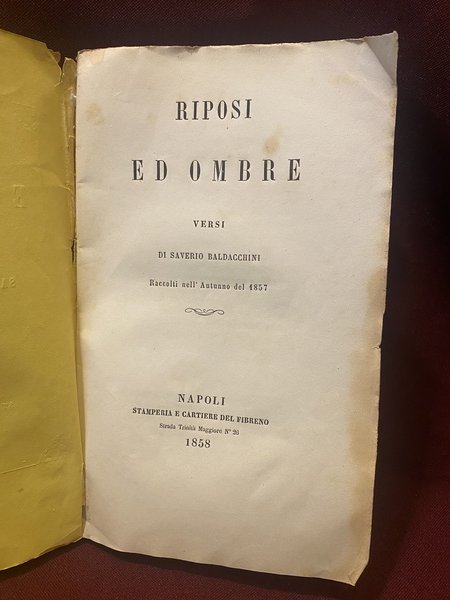 RIPOSI
ED OMBRE
VERSI
DI SAVERIO BALDACCHINI
Raccolti nell' Autunno del 1857
NAPOLI
STAMPERIA E CARTIERE DEL FIBRENO
Strada Trinità Maggiore N° 26
1858